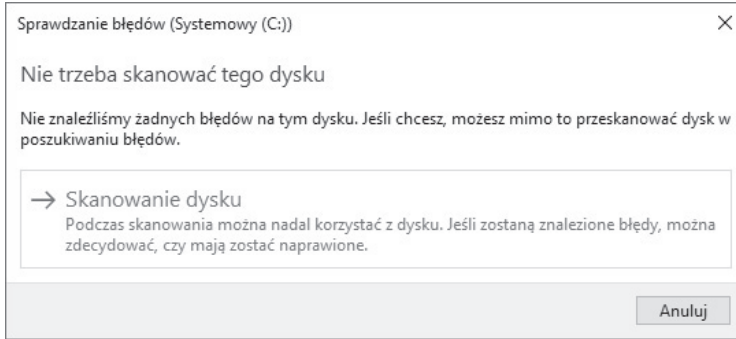 Sprawdzanie błędów (Systemowy (C:))
Nie trzeba skanować tego dysku
Nie znaleźliśmy żadnych błędów na tym dysku. Jeśli chcesz, możesz mimo to przeskanować dysk w
poszukiwaniu błędów.
Skanowanie dysku
Podczas skanowania można nadal korzystać z dysku. Jeśli zostaną znalezione błędy, można
zdecydować, czy mają zostać naprawione.
Anuluj